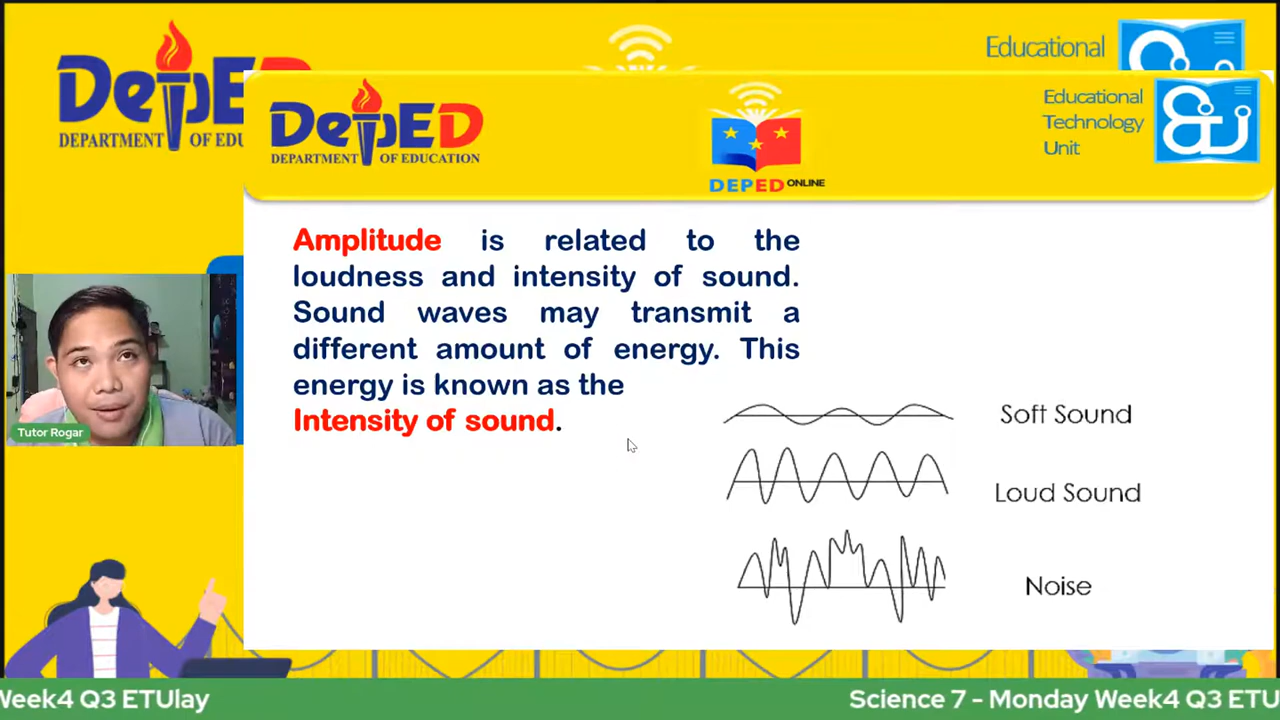 DepED
DEPARTMENT OF EDU
Educational
DepED
DEPARTMENT OF EDUCATION
DEPED ONLINE
Educational
Technology
Unit
Amplitude is related to the
loudness and intensity of sound.
Sound waves may transmit a
different amount of energy. This
energy is known as the
Intensity of sound.
Soft Sound
Loud Sound
Noise
Tutor Rogar
Week4 Q3 ETUlay
Science 7 - Monday Week4 Q3 ETU